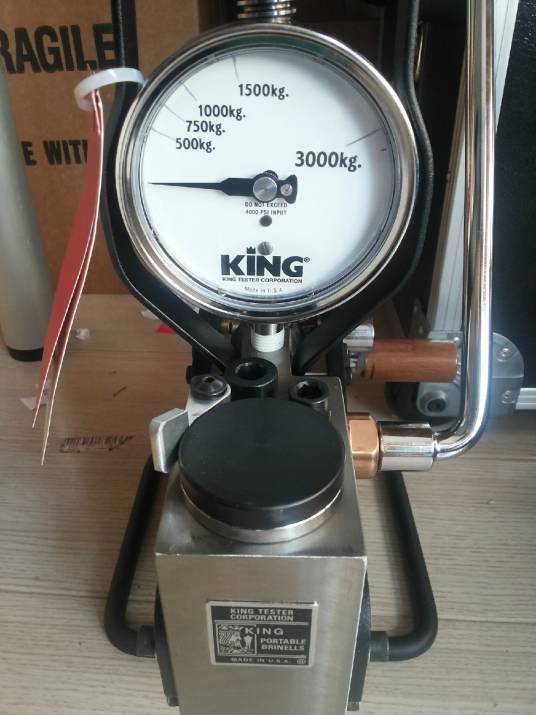 RAGILE
E WITH
1500kg.
1000kg.
750kg.
500kg.
3000kg.
DO NOT EXCEED
4000 PSI INPUT
KING®
KING TESTER CORPORATION
Made in U.S.A.
KING TESTER
CORPORATION
KING
PORTABLE
BRINELLS
MADE IN U.S.A. ©